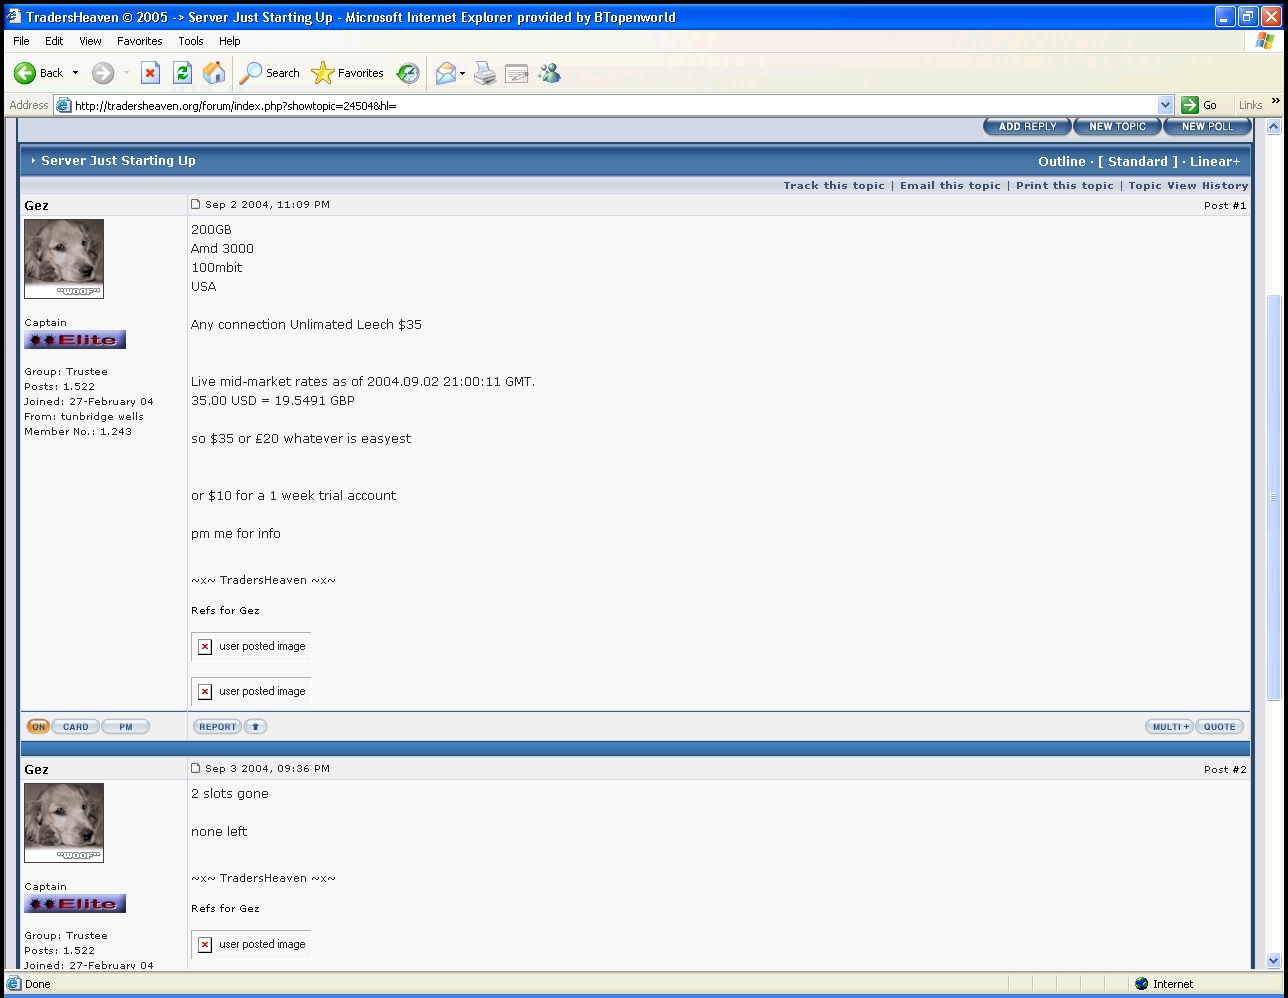 TradersHeaven © 2005 -> Server Just Starting Up - Microsoft Internet Explorer provided by BTopenworld
File Edit View Favorites Tools Help
Back Search Favorites
Address http://tradersheaven.org/forum/index.php?showtopic=24504&hl= Go Links »
ADD REPLY NEW TOPIC NEW POLL
Server Just Starting Up Outline · [ Standard ] · Linear+
Track this topic | Email this topic | Print this topic | Topic View History
Gez Sep 2 2004, 11:09 PM Post #1
"WOOF"
Captain
Elite
Group: Trustee
Posts: 1.522
Joined: 27-February 04
From: tunbridge wells
Member No.: 1.243
200GB
Amd 3000
100mbit
USA
Any connection Unlimated Leech $35
Live mid-market rates as of 2004.09.02 21:00:11 GMT.
35.00 USD = 19.5491 GBP
so $35 or £20 whatever is easyest
or $10 for a 1 week trial account
pm me for info
~x~ TradersHeaven ~x~
Refs for Gez
user posted image
user posted image
ON CARD PM REPORT MULTI + QUOTE
Gez Sep 3 2004, 09:36 PM Post #2
"WOOF"
Captain
Elite
Group: Trustee
Posts: 1.522
Joined: 27-February 04
2 slots gone
none left
~x~ TradersHeaven ~x~
Refs for Gez
user posted image
Done Internet